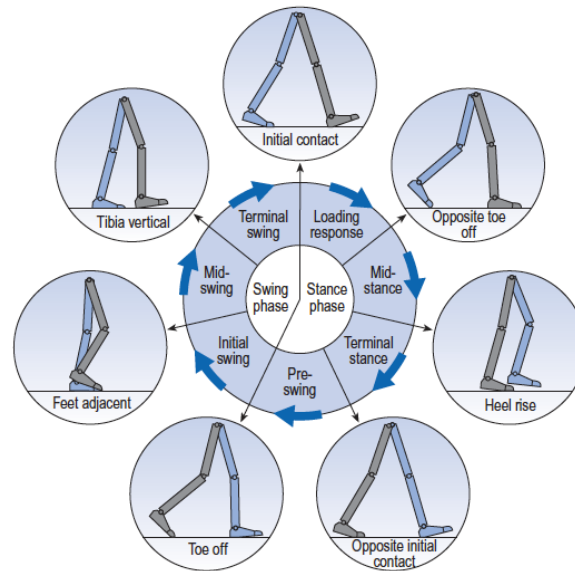 Initial contact
Opposite toe
off
Heel rise
Opposite initial
contact
Toe off
Feet adjacent
Tibia vertical
Loading
response
Mid-
stance
Terminal
stance
Pre-
swing
Initial
swing
Mid-
swing
Terminal
swing
Swing
phase
Stance
phase